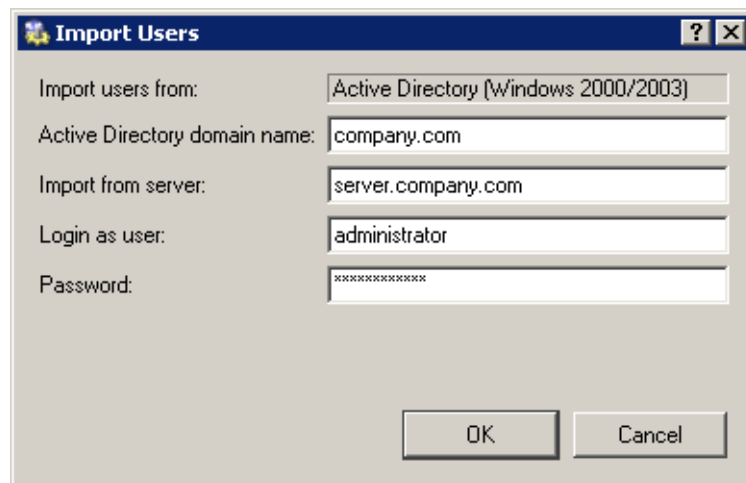 Import Users
Import users from: Active Directory (Windows 2000/2003)
Active Directory domain name: company.com
Import from server: server.company.com
Login as user: administrator
Password: ************
OK Cancel